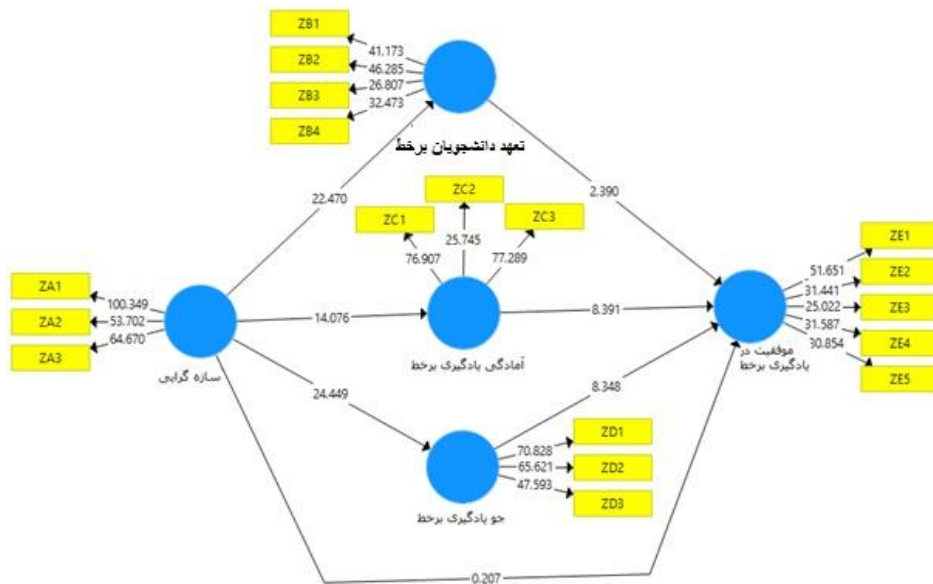 ZB1
41.173
ZB2
46.285
ZB3
26.807
ZB4
32.473
تعهد دانشجویان برخط
22.470
2.390
ZC1
ZC2
ZC3
76.907
25.745
77.289
ZA1
100.349
ZA2
53.702
ZA3
64.670
سازه گرایی
14.076
8.391
آمادگی یادگیری برخط
ZE1
51.651
ZE2
31.441
ZE3
25.022
ZE4
31.587
ZE5
30.854
موفقیت در
یادگیری برخط
24.449
8.348
ZD1
70.828
ZD2
65.621
ZD3
47.593
جو یادگیری برخط
0.207